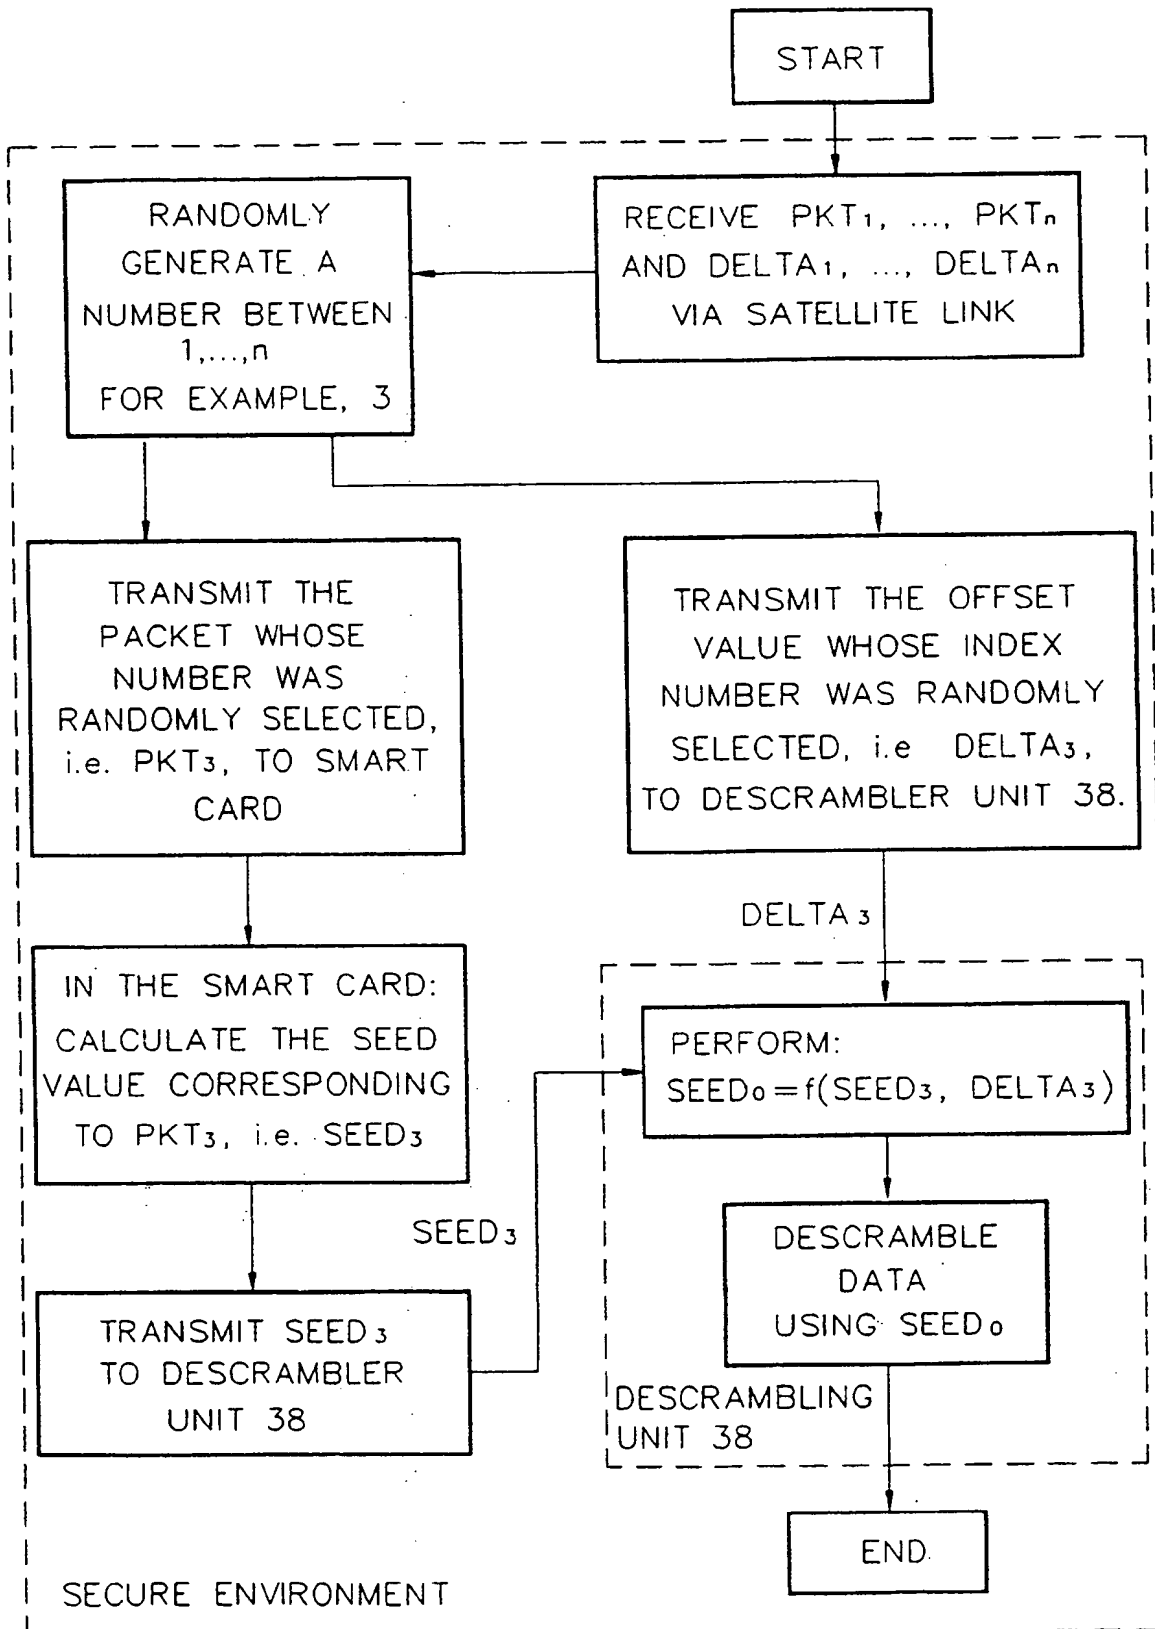 START
RECEIVE PKT1, ..., PKTn
AND DELTA1, ..., DELTAn
VIA SATELLITE LINK
RANDOMLY
GENERATE A
NUMBER BETWEEN
1,...,n
FOR EXAMPLE, 3
TRANSMIT THE
PACKET WHOSE
NUMBER WAS
RANDOMLY SELECTED,
i.e. PKT3, TO SMART
CARD
TRANSMIT THE OFFSET
VALUE WHOSE INDEX
NUMBER WAS RANDOMLY
SELECTED, i.e DELTA3,
TO DESCRAMBLER UNIT 38.
DELTA3
IN THE SMART CARD:
CALCULATE THE SEED
VALUE CORRESPONDING
TO PKT3, i.e. SEED3
PERFORM:
SEED0=f(SEED3, DELTA3)
SEED3
TRANSMIT SEED3
TO DESCRAMBLER
UNIT 38
DESCRAMBLE
DATA
USING SEED0
DESCRAMBLING
UNIT 38
END
SECURE ENVIRONMENT